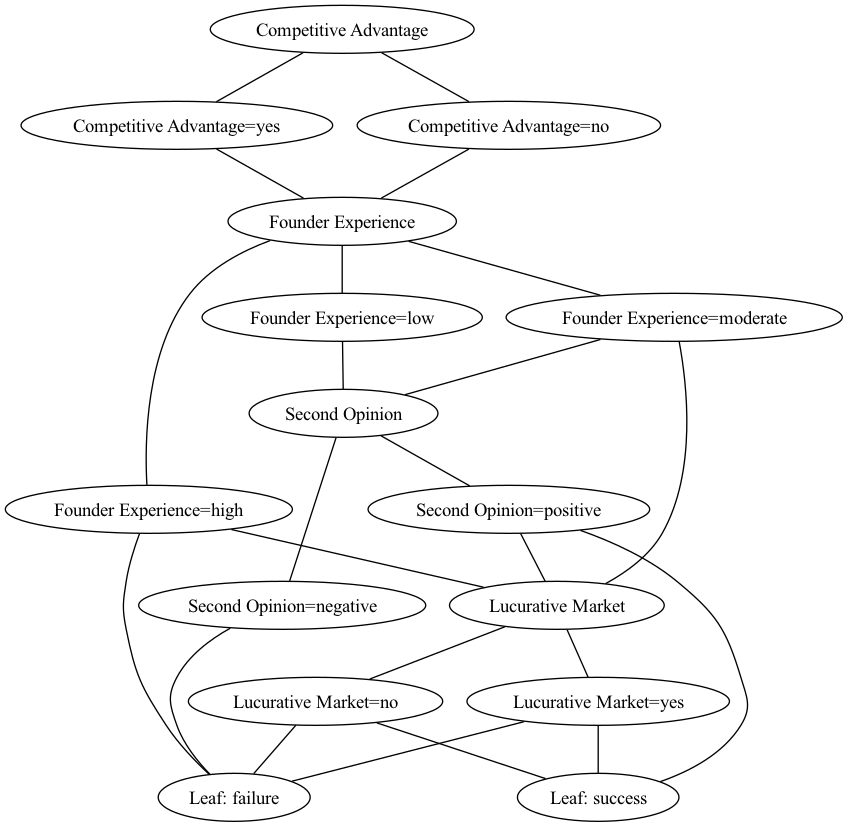 Competitive Advantage
Competitive Advantage=yes
Competitive Advantage=no
Founder Experience
Founder Experience=low
Founder Experience=moderate
Second Opinion
Founder Experience=high
Second Opinion=positive
Second Opinion=negative
Lucurative Market
Lucurative Market=no
Lucurative Market=yes
Leaf: failure
Leaf: success